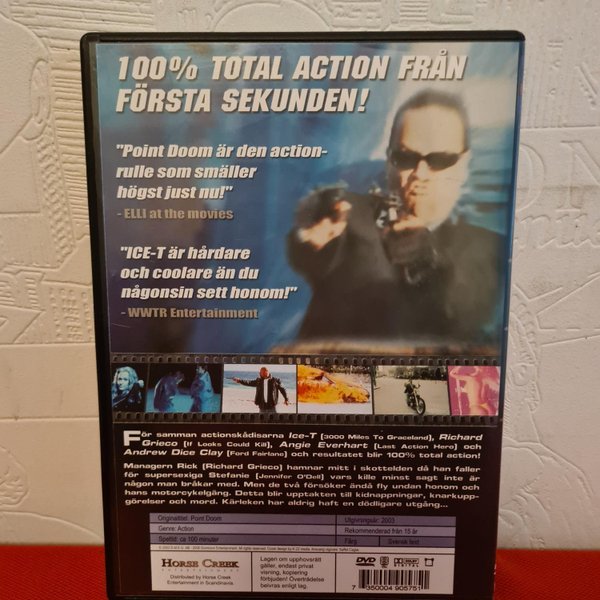 100% TOTAL ACTION FRÅN
FÖRSTA SEKUNDEN!
"Point Doom är den action-
rulle som smäller
högst just nu!"
- ELLI at the movies
"ICE-T är hårdare
och coolare än du
någonsin sett honom!"
- WWTR Entertainment
För samman actionskådisarna Ice-T [3000 Miles To Graceland], Richard
Grieco [If Looks Could Kill], Angie Everhart [Last Action Hero] och
Andrew Dice Clay [Ford Fairlane] och resultatet blir 100% total action!
Managern Rick [Richard Grieco] hamnar mitt i skottelden då han faller
för supersexiga Stefanie [Jennifer O'Dell] vars kille minst sagt inte är
någon man bråkar med. Men de två försöker ändå fly undan honom och
hans motorcykelgäng. Detta blir upptakten till kidnappningar, knarkupp-
görelser och mord. Kärleken har aldrig haft en dödligare utgång...
Originaltitel: Point Doom
Utgivningsår: 2003
Genre: Action
Rekommenderad från 15 år
Speltid: ca 100 minuter
Färg
Svensk text
HORSE CREEK
ENTERTAINMENT
Distributed by Horse Creek
Entertainment in Scandinavia
Lagen om upphovsrätt
gäller, endast privat
visning, kopiering
förbjuden! Överträdelse
beivras enligt lag.
DVD
7 350004 905751